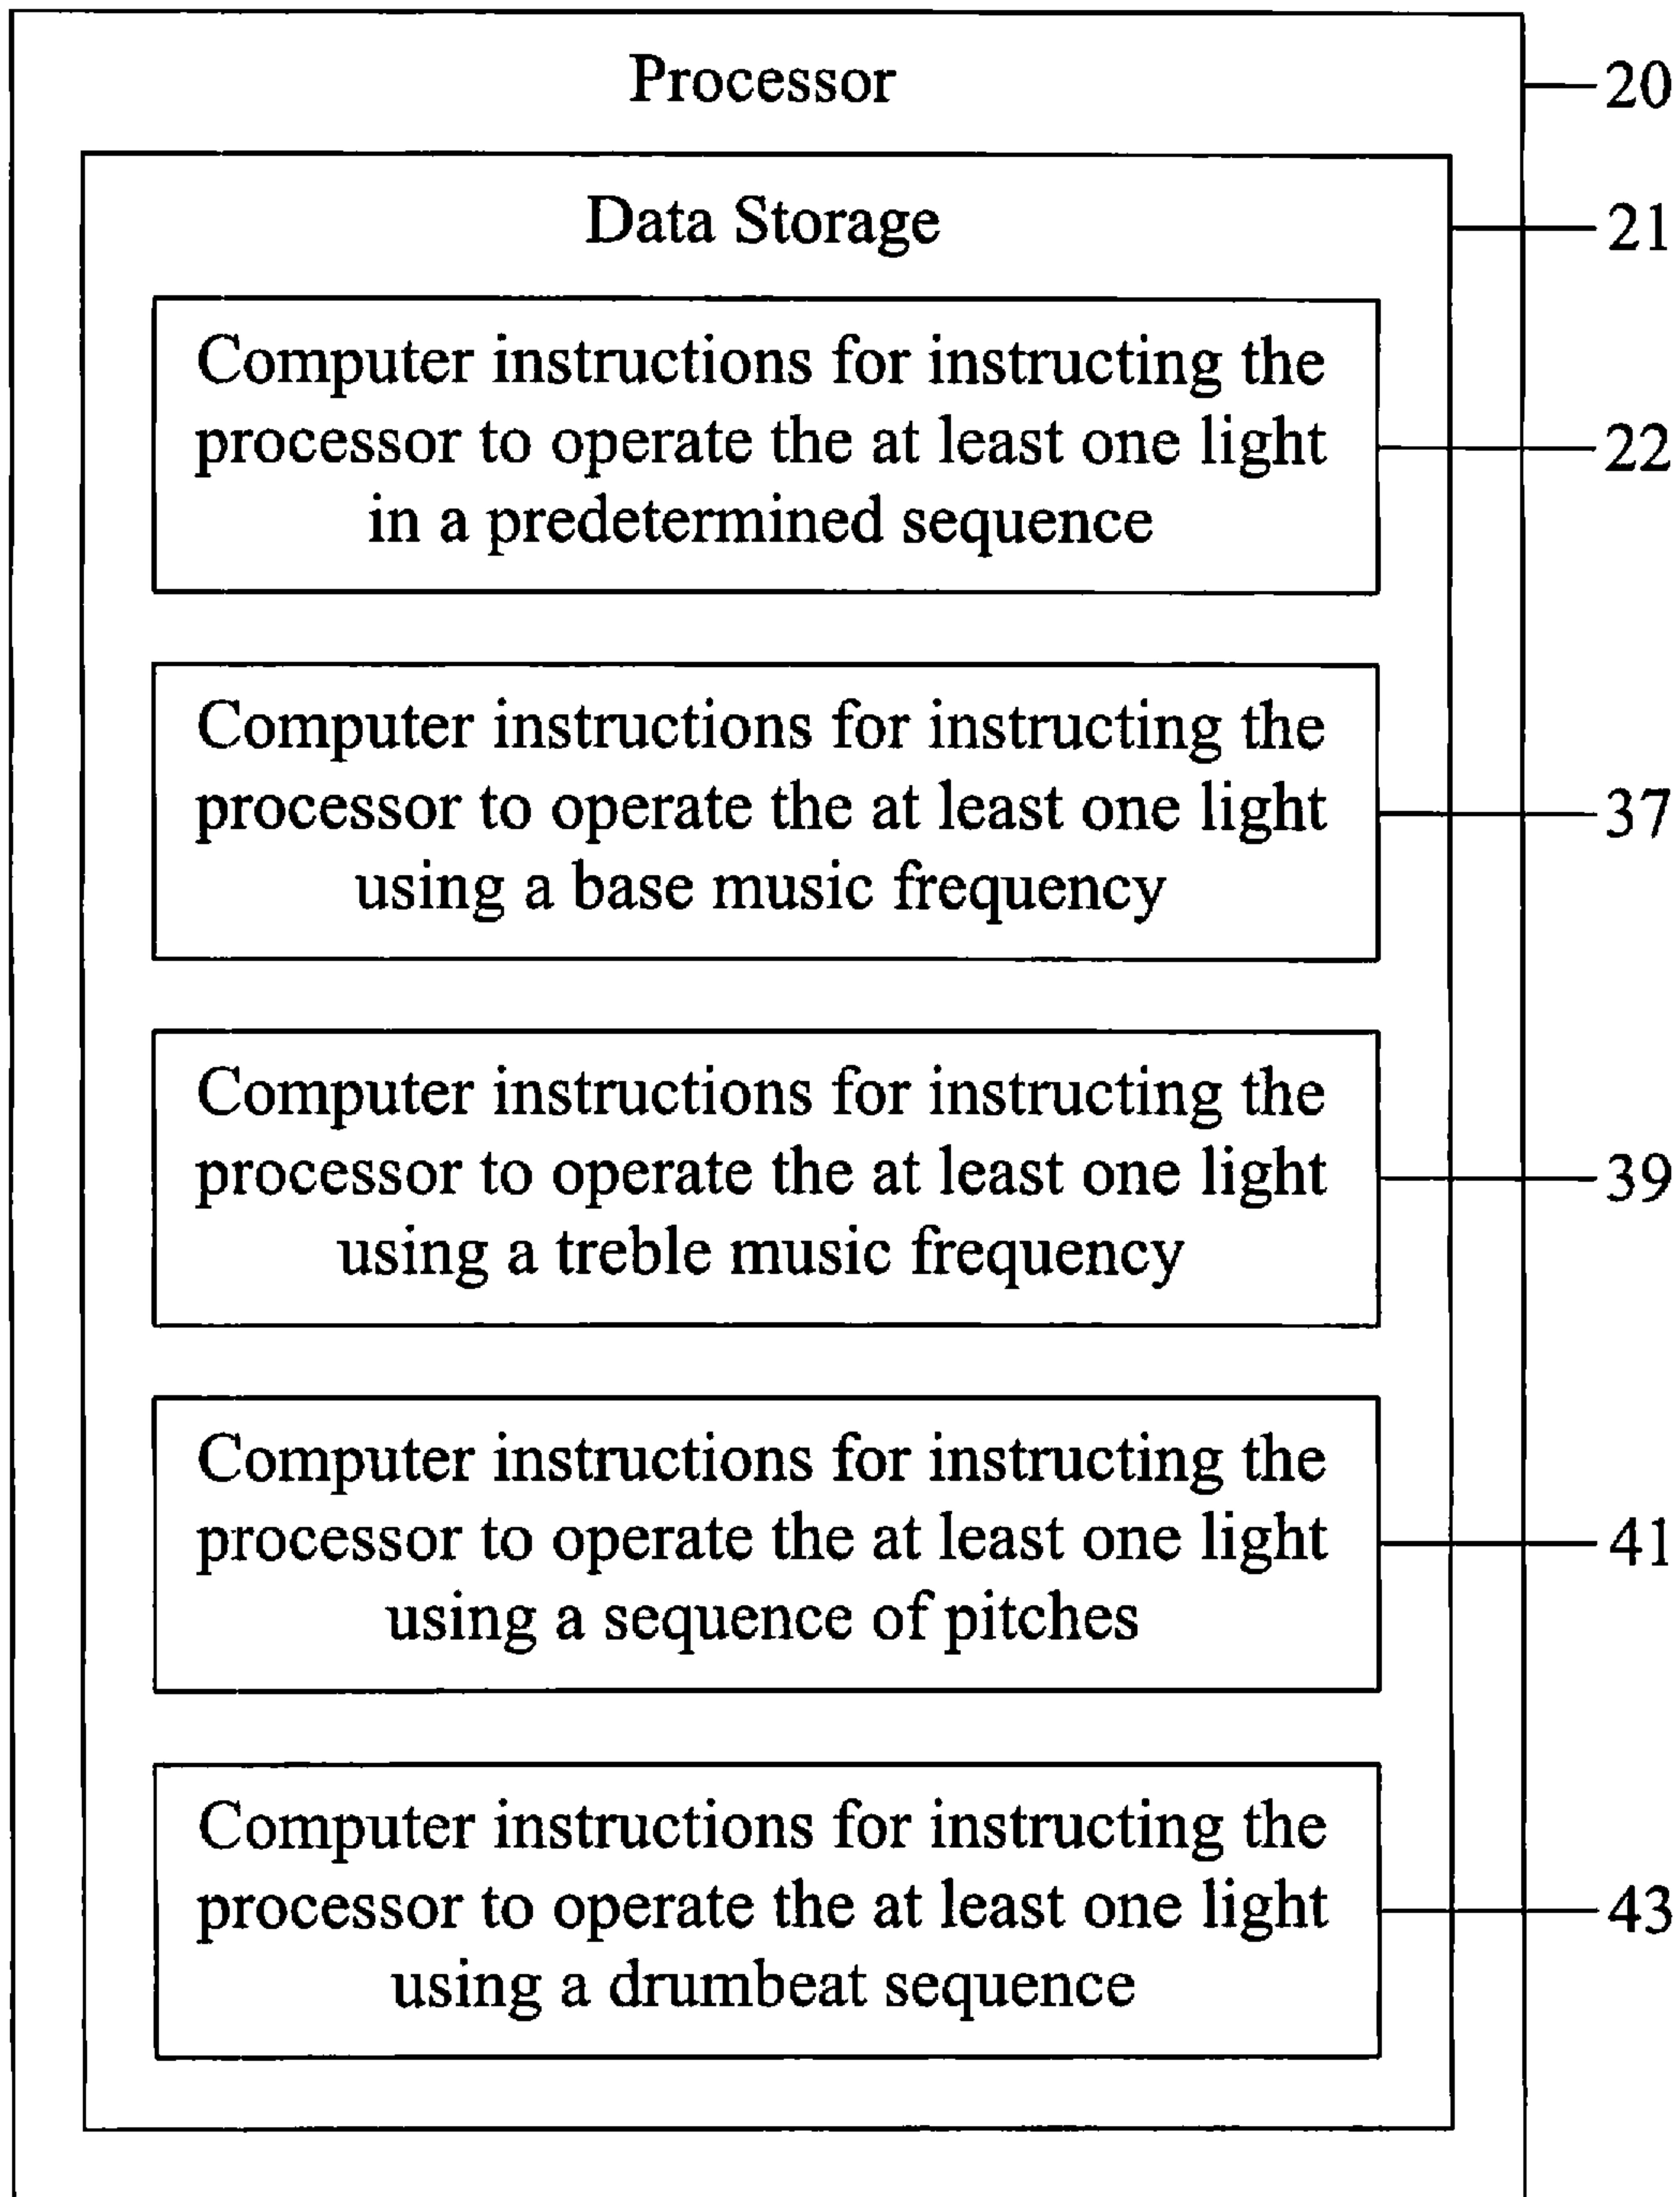 Processor
20
Data Storage
21
Computer instructions for instructing the
processor to operate the at least one light
in a predetermined sequence
22
Computer instructions for instructing the
processor to operate the at least one light
using a base music frequency
37
Computer instructions for instructing the
processor to operate the at least one light
using a treble music frequency
39
Computer instructions for instructing the
processor to operate the at least one light
using a sequence of pitches
41
Computer instructions for instructing the
processor to operate the at least one light
using a drumbeat sequence
43